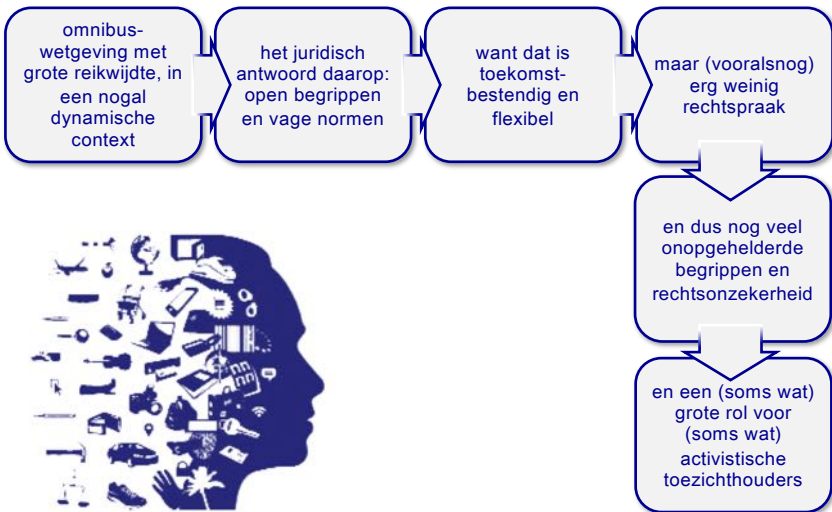 omnibus-
wetgeving met
grote reikwijdte, in
een nogal
dynamische
context
het juridisch
antwoord daarop:
open begrippen
en vage normen
want dat is
toekomst-
bestendig en
flexibel
maar (vooralsnog)
erg weinig
rechtspraak
en dus nog veel
onopgehelderde
begrippen en
rechtsonzekerheid
en een (soms wat)
grote rol voor
(soms wat)
activistische
toezichthouders